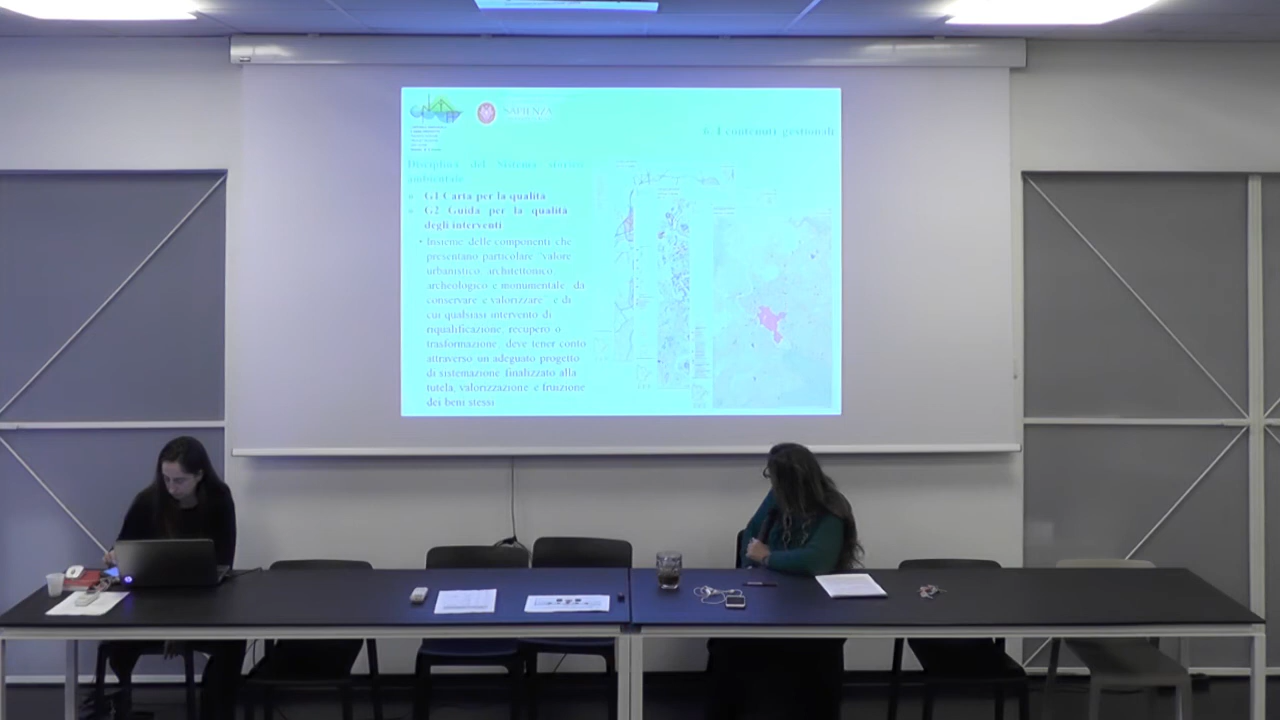 SAPIENZA
6. I contenuti gestionali
Disciplina del Sistema storico
ambientale
G1 Carta per la qualità
G2 Guida per la qualità
degli interventi
• Insieme delle componenti che
presentano particolare "valore
urbanistico, architettonico,
archeologico e monumentale, da
conservare e valorizzare" e di
cui qualsiasi intervento di
riqualificazione, recupero o
trasformazione, deve tener conto
attraverso un adeguato progetto
di sistemazione finalizzato alla
tutela, valorizzazione e fruizione
dei beni stessi